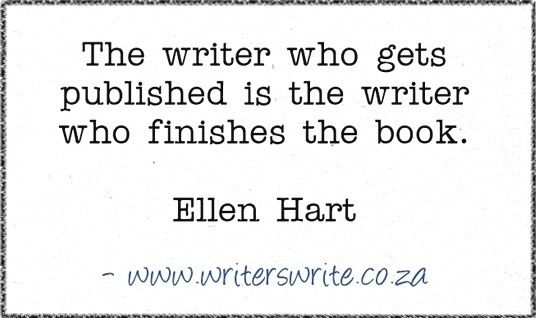 The writer who gets
published is the writer
who finishes the book.
Ellen Hart
- www.writerswrite.co.za